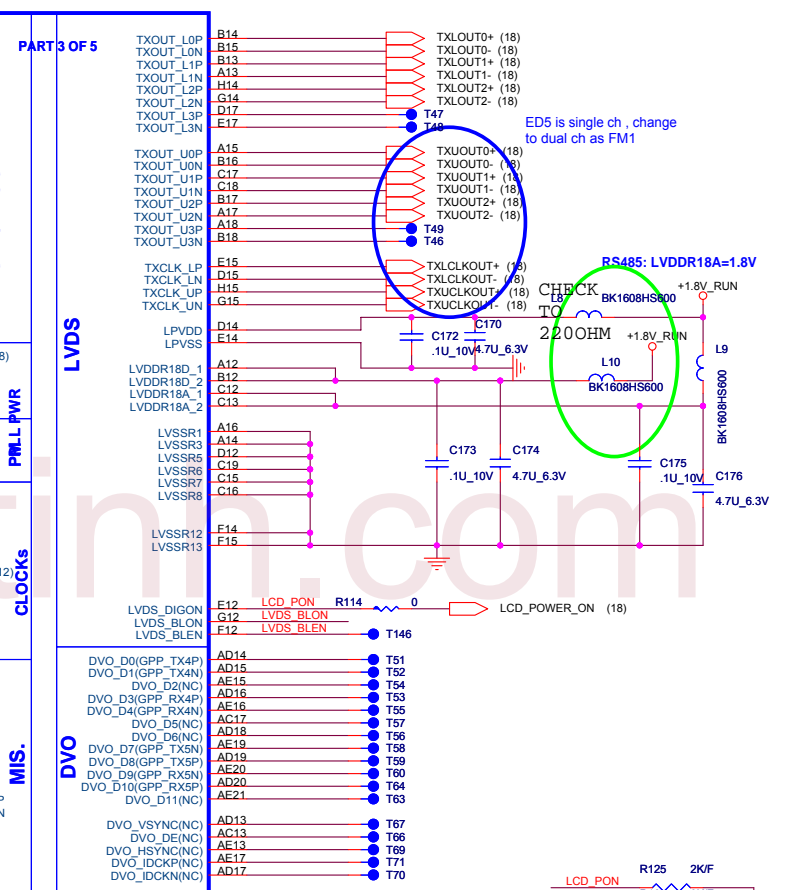 PART 3 OF 5
TXOUT_L0P B14 TXLOUT0+ (18)
TXOUT_L0N B15 TXLOUT0- (18)
TXOUT_L1P B13 TXLOUT1+ (18)
TXOUT_L1N A13 TXLOUT1- (18)
TXOUT_L2P H14 TXLOUT2+ (18)
TXOUT_L2N G14 TXLOUT2- (18)
TXOUT_L3P D17 T47
TXOUT_L3N E17 T48
ED5 is single ch , change
to dual ch as FM1
TXOUT_U0P A15 TXUOUT0+ (18)
TXOUT_U0N B16 TXUOUT0- (18)
TXOUT_U1P C17 TXUOUT1+ (18)
TXOUT_U1N C18 TXUOUT1- (18)
TXOUT_U2P B17 TXUOUT2+ (18)
TXOUT_U2N A17 TXUOUT2- (18)
TXOUT_U3P A18 T49
TXOUT_U3N B18 T46
TXCLK_LP E15 TXLCLKOUT+ (18)
TXCLK_LN D15 TXLCLKOUT- (18)
TXCLK_UP H15 TXUCLKOUT+ (18)
TXCLK_UN G15 TXUCLKOUT- (18)
RS485: LVDDR18A=1.8V
CHECK
TO
220OHM
L8
BK1608HS600
+1.8V_RUN
+1.8V_RUN
L10
BK1608HS600
L9
BK1608HS600
LVDS
LPVDD D14
LPVSS E14
C172
.1U_10V
C170
4.7U_6.3V
LVDDR18D_1 A12
LVDDR18D_2 B12
LVDDR18A_1 C12
LVDDR18A_2 C13
LVSSR1 A16
LVSSR3 A14
LVSSR5 D12
LVSSR6 C19
LVSSR7 C15
LVSSR8 C16
LVSSR12 F14
LVSSR13 F15
C173
.1U_10V
C174
4.7U_6.3V
C175
.1U_10V
C176
4.7U_6.3V
8)
PWR
12)
CLOCKs
tinh.com
LVDS_DIGON E12 LCD_PON R114 0 LCD_POWER_ON (18)
LVDS_BLON G12 LVDS_BLON
LVDS_BLEN F12 LVDS_BLEN T146
MIS.
DVO
DVO_D0(GPP_TX4P) AD14 T51
DVO_D1(GPP_TX4N) AD15 T52
DVO_D2(NC) AE15 T54
DVO_D3(GPP_RX4P) AD16 T53
DVO_D4(GPP_RX4N) AE16 T55
DVO_D5(NC) AC17 T57
DVO_D6(NC) AD18 T56
DVO_D7(GPP_TX5N) AE19 T58
DVO_D8(GPP_TX5P) AD19 T59
DVO_D9(GPP_RX5N) AE20 T60
DVO_D10(GPP_RX5P) AD20 T64
DVO_D11(NC) AE21 T63
DVO_VSYNC(NC) AD13 T67
DVO_DE(NC) AC13 T66
DVO_HSYNC(NC) AE13 T69
DVO_IDCKP(NC) AE17 T71
DVO_IDCKN(NC) AD17 T70
LCD_PON R125 2K/F